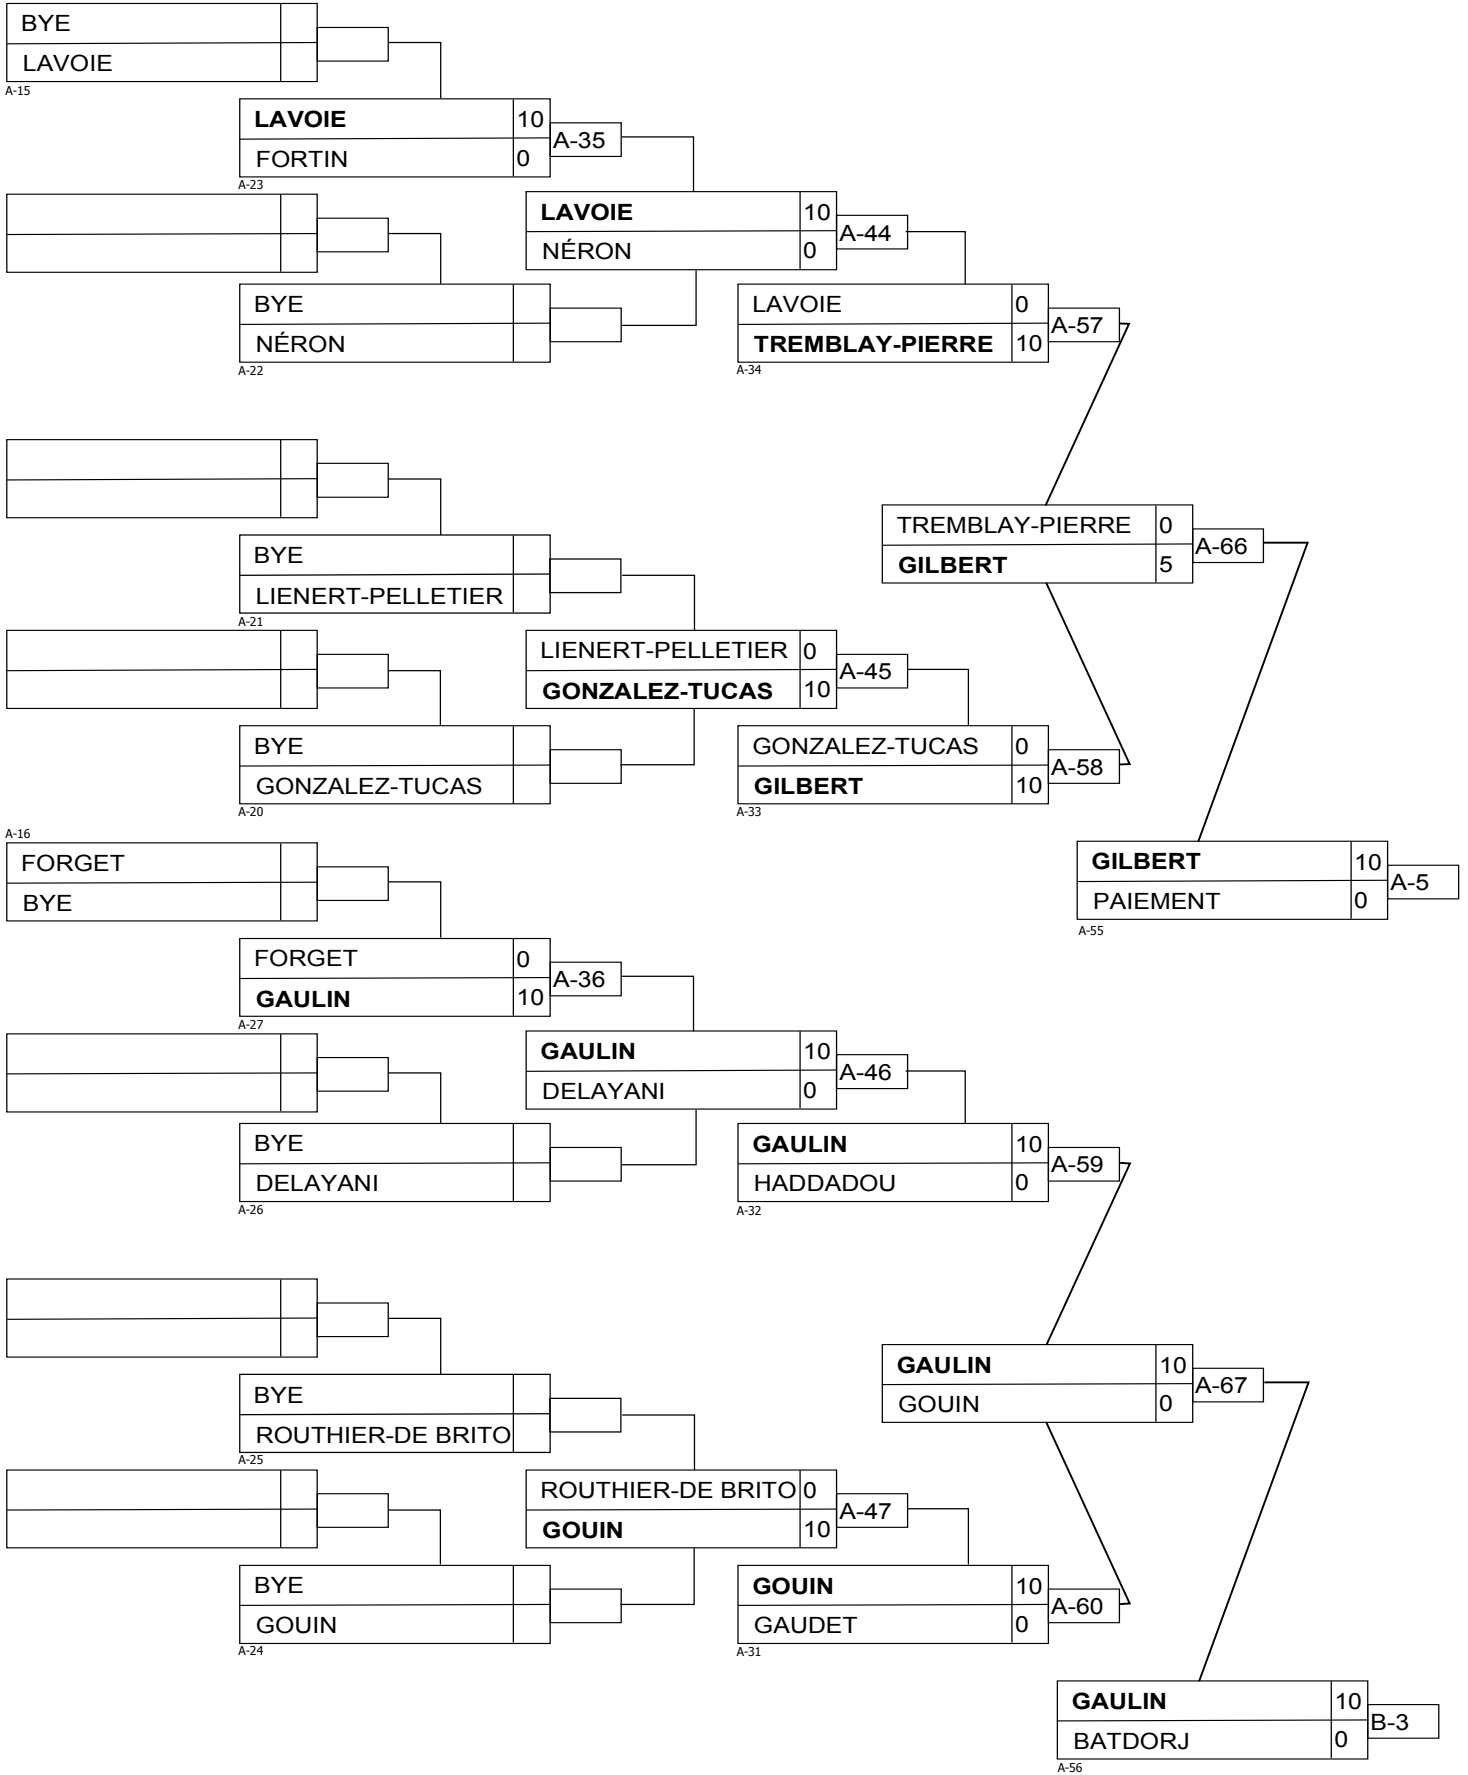 BYE
LAVOIE
A-15
LAVOIE 10
A-35
FORTIN 0
A-23
LAVOIE 10
A-44
NÉRON 0
BYE
NÉRON
A-22
LAVOIE 0
A-57
TREMBLAY-PIERRE 10
A-34
TREMBLAY-PIERRE 0
A-66
GILBERT 5
BYE
LIENERT-PELLETIER
A-21
LIENERT-PELLETIER 0
A-45
GONZALEZ-TUCAS 10
BYE
GONZALEZ-TUCAS
A-20
GONZALEZ-TUCAS 0
A-58
GILBERT 10
A-33
A-16
FORGET
BYE
GILBERT 10
A-5
PAIEMENT 0
A-55
FORGET 0
A-36
GAULIN 10
A-27
GAULIN 10
A-46
DELAYANI 0
BYE
DELAYANI
A-26
GAULIN 10
A-59
HADDADOU 0
A-32
GAULIN 10
A-67
GOUIN 0
BYE
ROUTHIER-DE BRITO
A-25
ROUTHIER-DE BRITO 0
A-47
GOUIN 10
BYE
GOUIN
A-24
GOUIN 10
A-60
GAUDET 0
A-31
GAULIN 10
B-3
BATDORJ 0
A-56